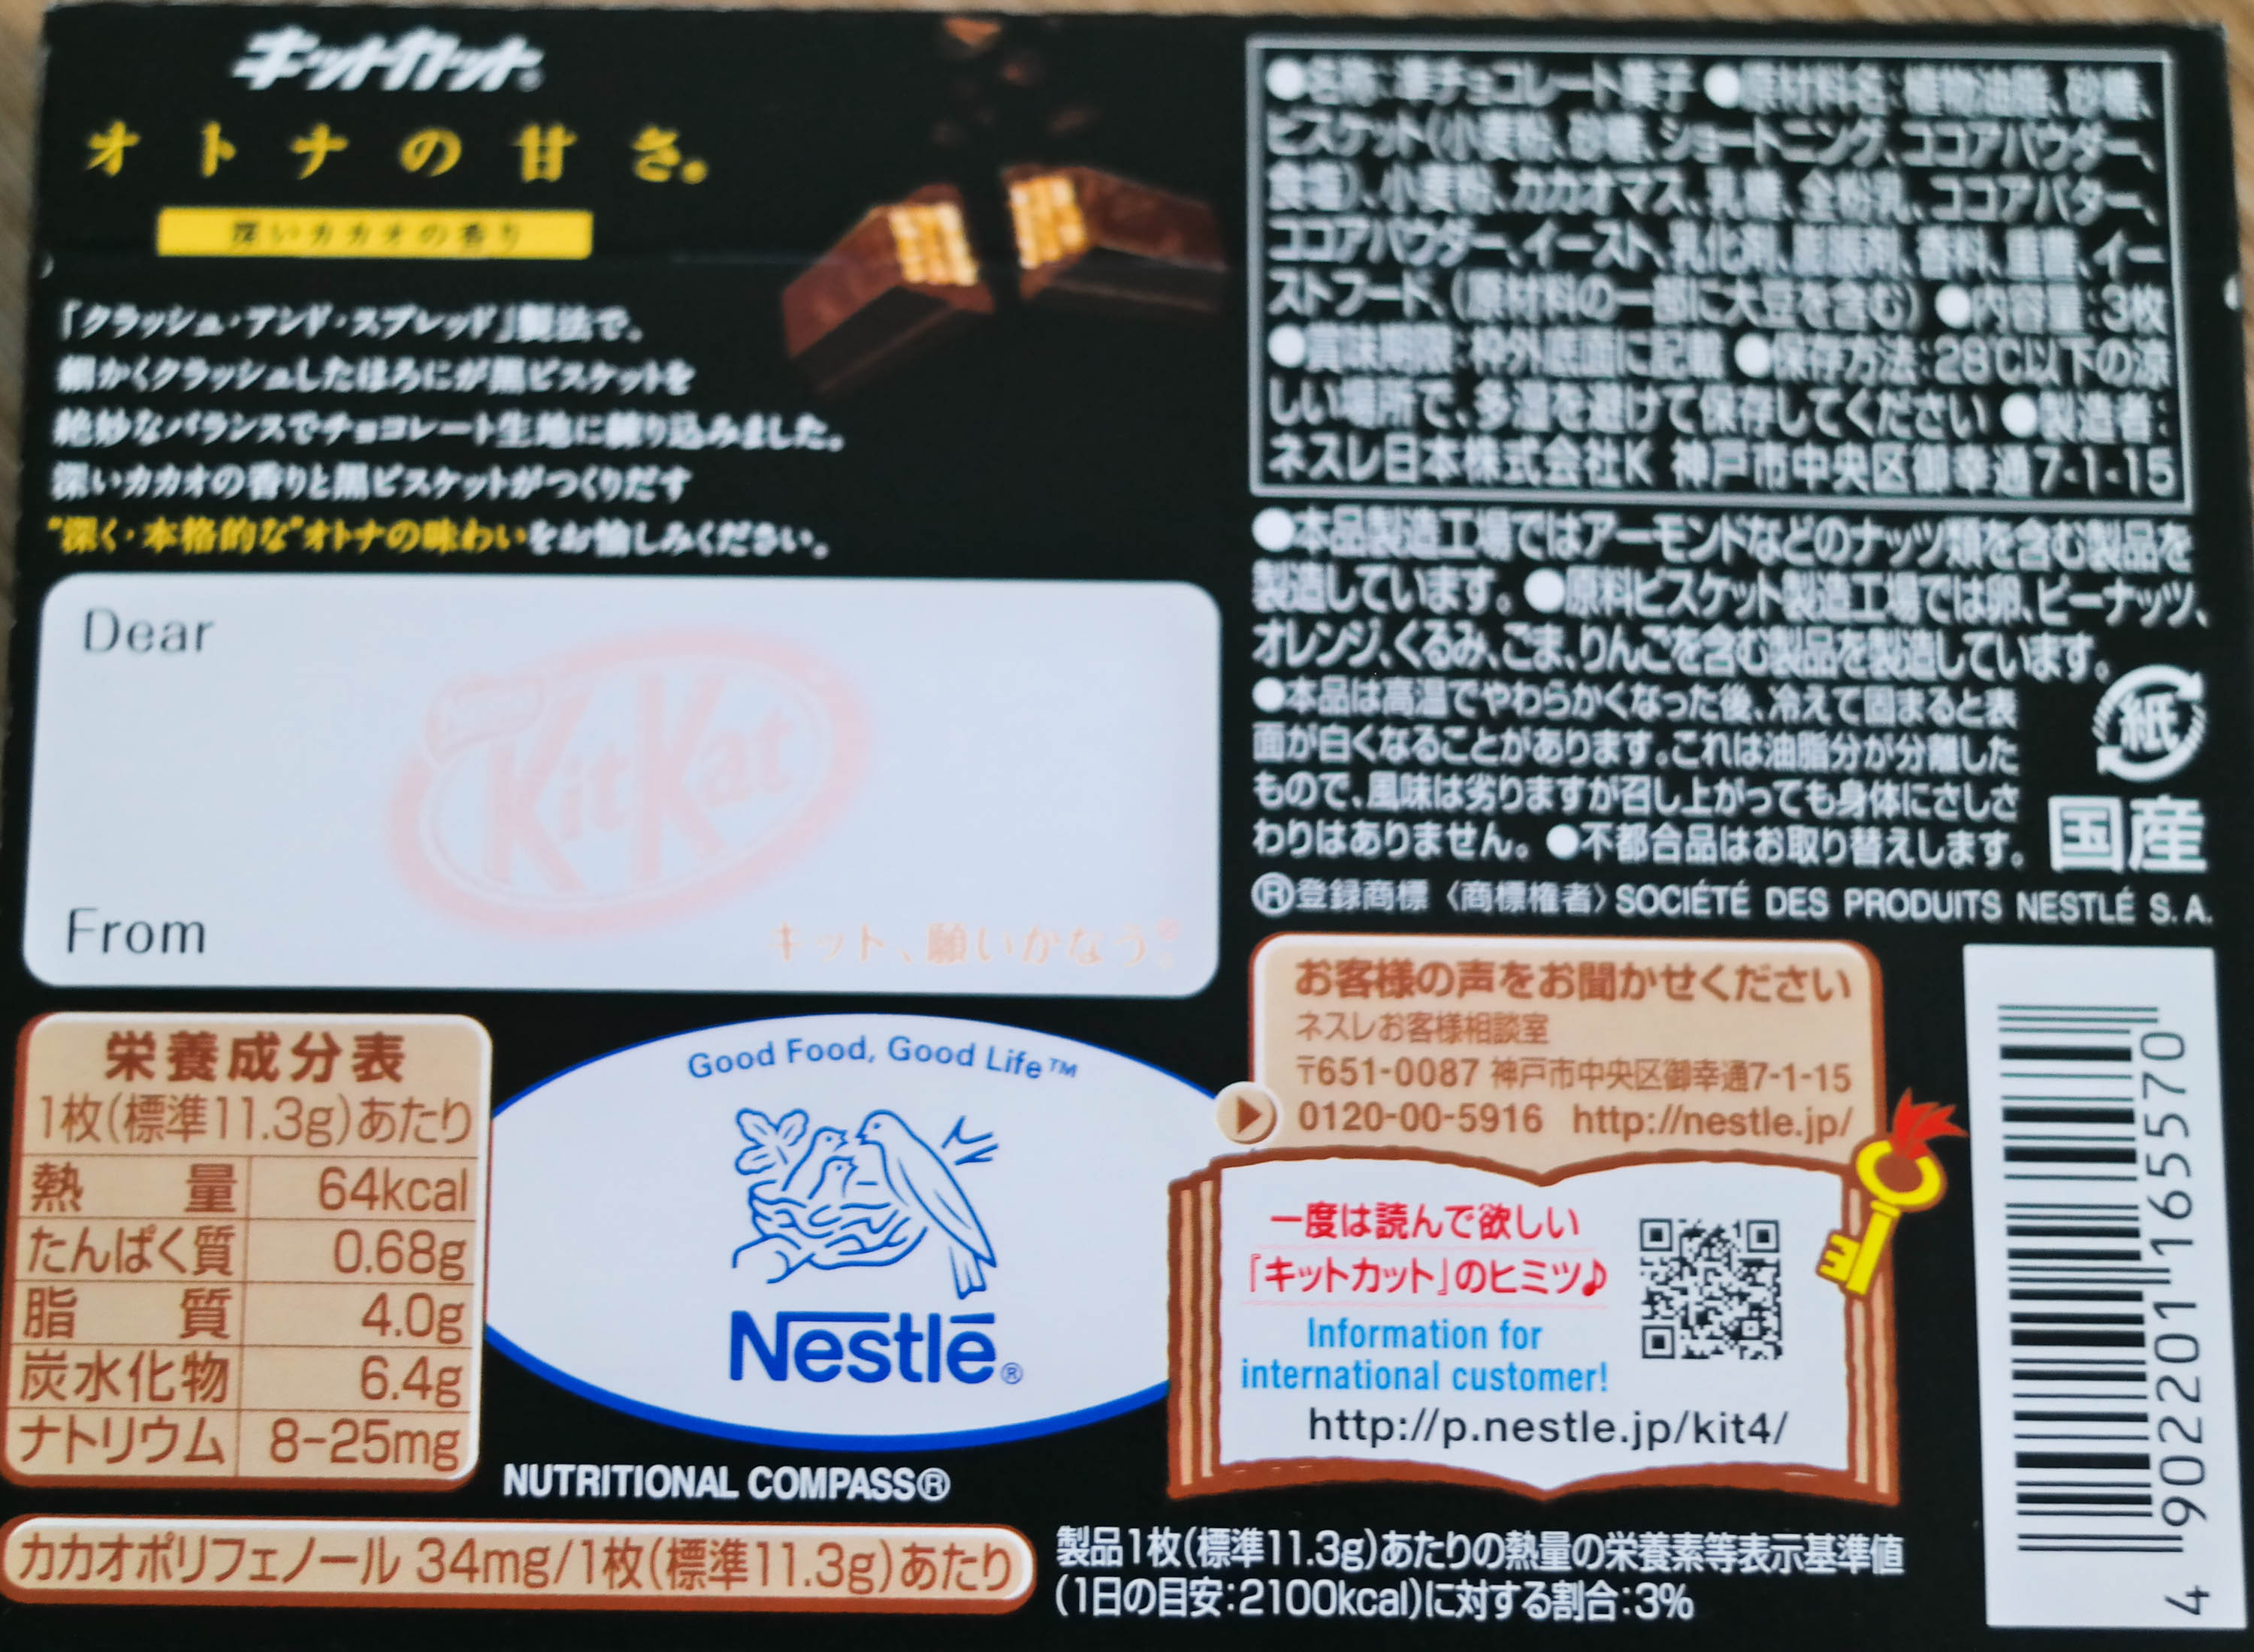 キットカット®
オトナの甘さ。
深いカカオの香り
「クラッシュ・アンド・スプレッド」製法で、
細かくクラッシュしたほろにが黒ビスケットを
絶妙なバランスでチョコレート生地に練り込みました。
深いカカオの香りと黒ビスケットがつくりだす
"深く・本格的な"オトナの味わいをお愉しみください。
Dear
KitKat
From
キット、願いかなう。
栄養成分表
1枚(標準11.3g)あたり
熱量 64kcal
たんぱく質 0.68g
脂質 4.0g
炭水化物 6.4g
ナトリウム 8-25mg
Good Food, Good Life™
Nestlé®
NUTRITIONAL COMPASS®
カカオポリフェノール 34mg/1枚(標準11.3g)あたり
●名称:準チョコレート菓子 ●原材料名:植物油脂、砂糖、
ビスケット(小麦粉、砂糖、ショートニング、ココアパウダー、
食塩)、小麦粉、カカオマス、乳糖、全粉乳、ココアバター、
ココアパウダー、イースト、乳化剤、膨脹剤、香料、重曹、イー
ストフード、(原材料の一部に大豆を含む) ●内容量:3枚
●賞味期限:枠外底面に記載 ●保存方法:28℃以下の涼
しい場所で、多湿を避けて保存してください ●製造者:
ネスレ日本株式会社K 神戸市中央区御幸通7-1-15
●本品製造工場ではアーモンドなどのナッツ類を含む製品を
製造しています。●原料ビスケット製造工場では卵、ピーナッツ、
オレンジ、くるみ、ごま、りんごを含む製品を製造しています。
●本品は高温でやわらかくなった後、冷えて固まると表
面が白くなることがあります。これは油脂分が分離した
もので、風味は劣りますが召し上がっても身体にさしさ
わりはありません。●不都合品はお取り替えします。
紙
国産
®登録商標〈商標権者〉SOCIÉTÉ DES PRODUITS NESTLÉ S.A.
お客様の声をお聞かせください
ネスレお客様相談室
〒651-0087 神戸市中央区御幸通7-1-15
0120-00-5916 http://nestle.jp/
一度は読んで欲しい
「キットカット」のヒミツ♪
Information for
international customer!
http://p.nestle.jp/kit4/
製品1枚(標準11.3g)あたりの熱量の栄養素等表示基準値
(1日の目安:2100kcal)に対する割合:3%
4 902201 165570